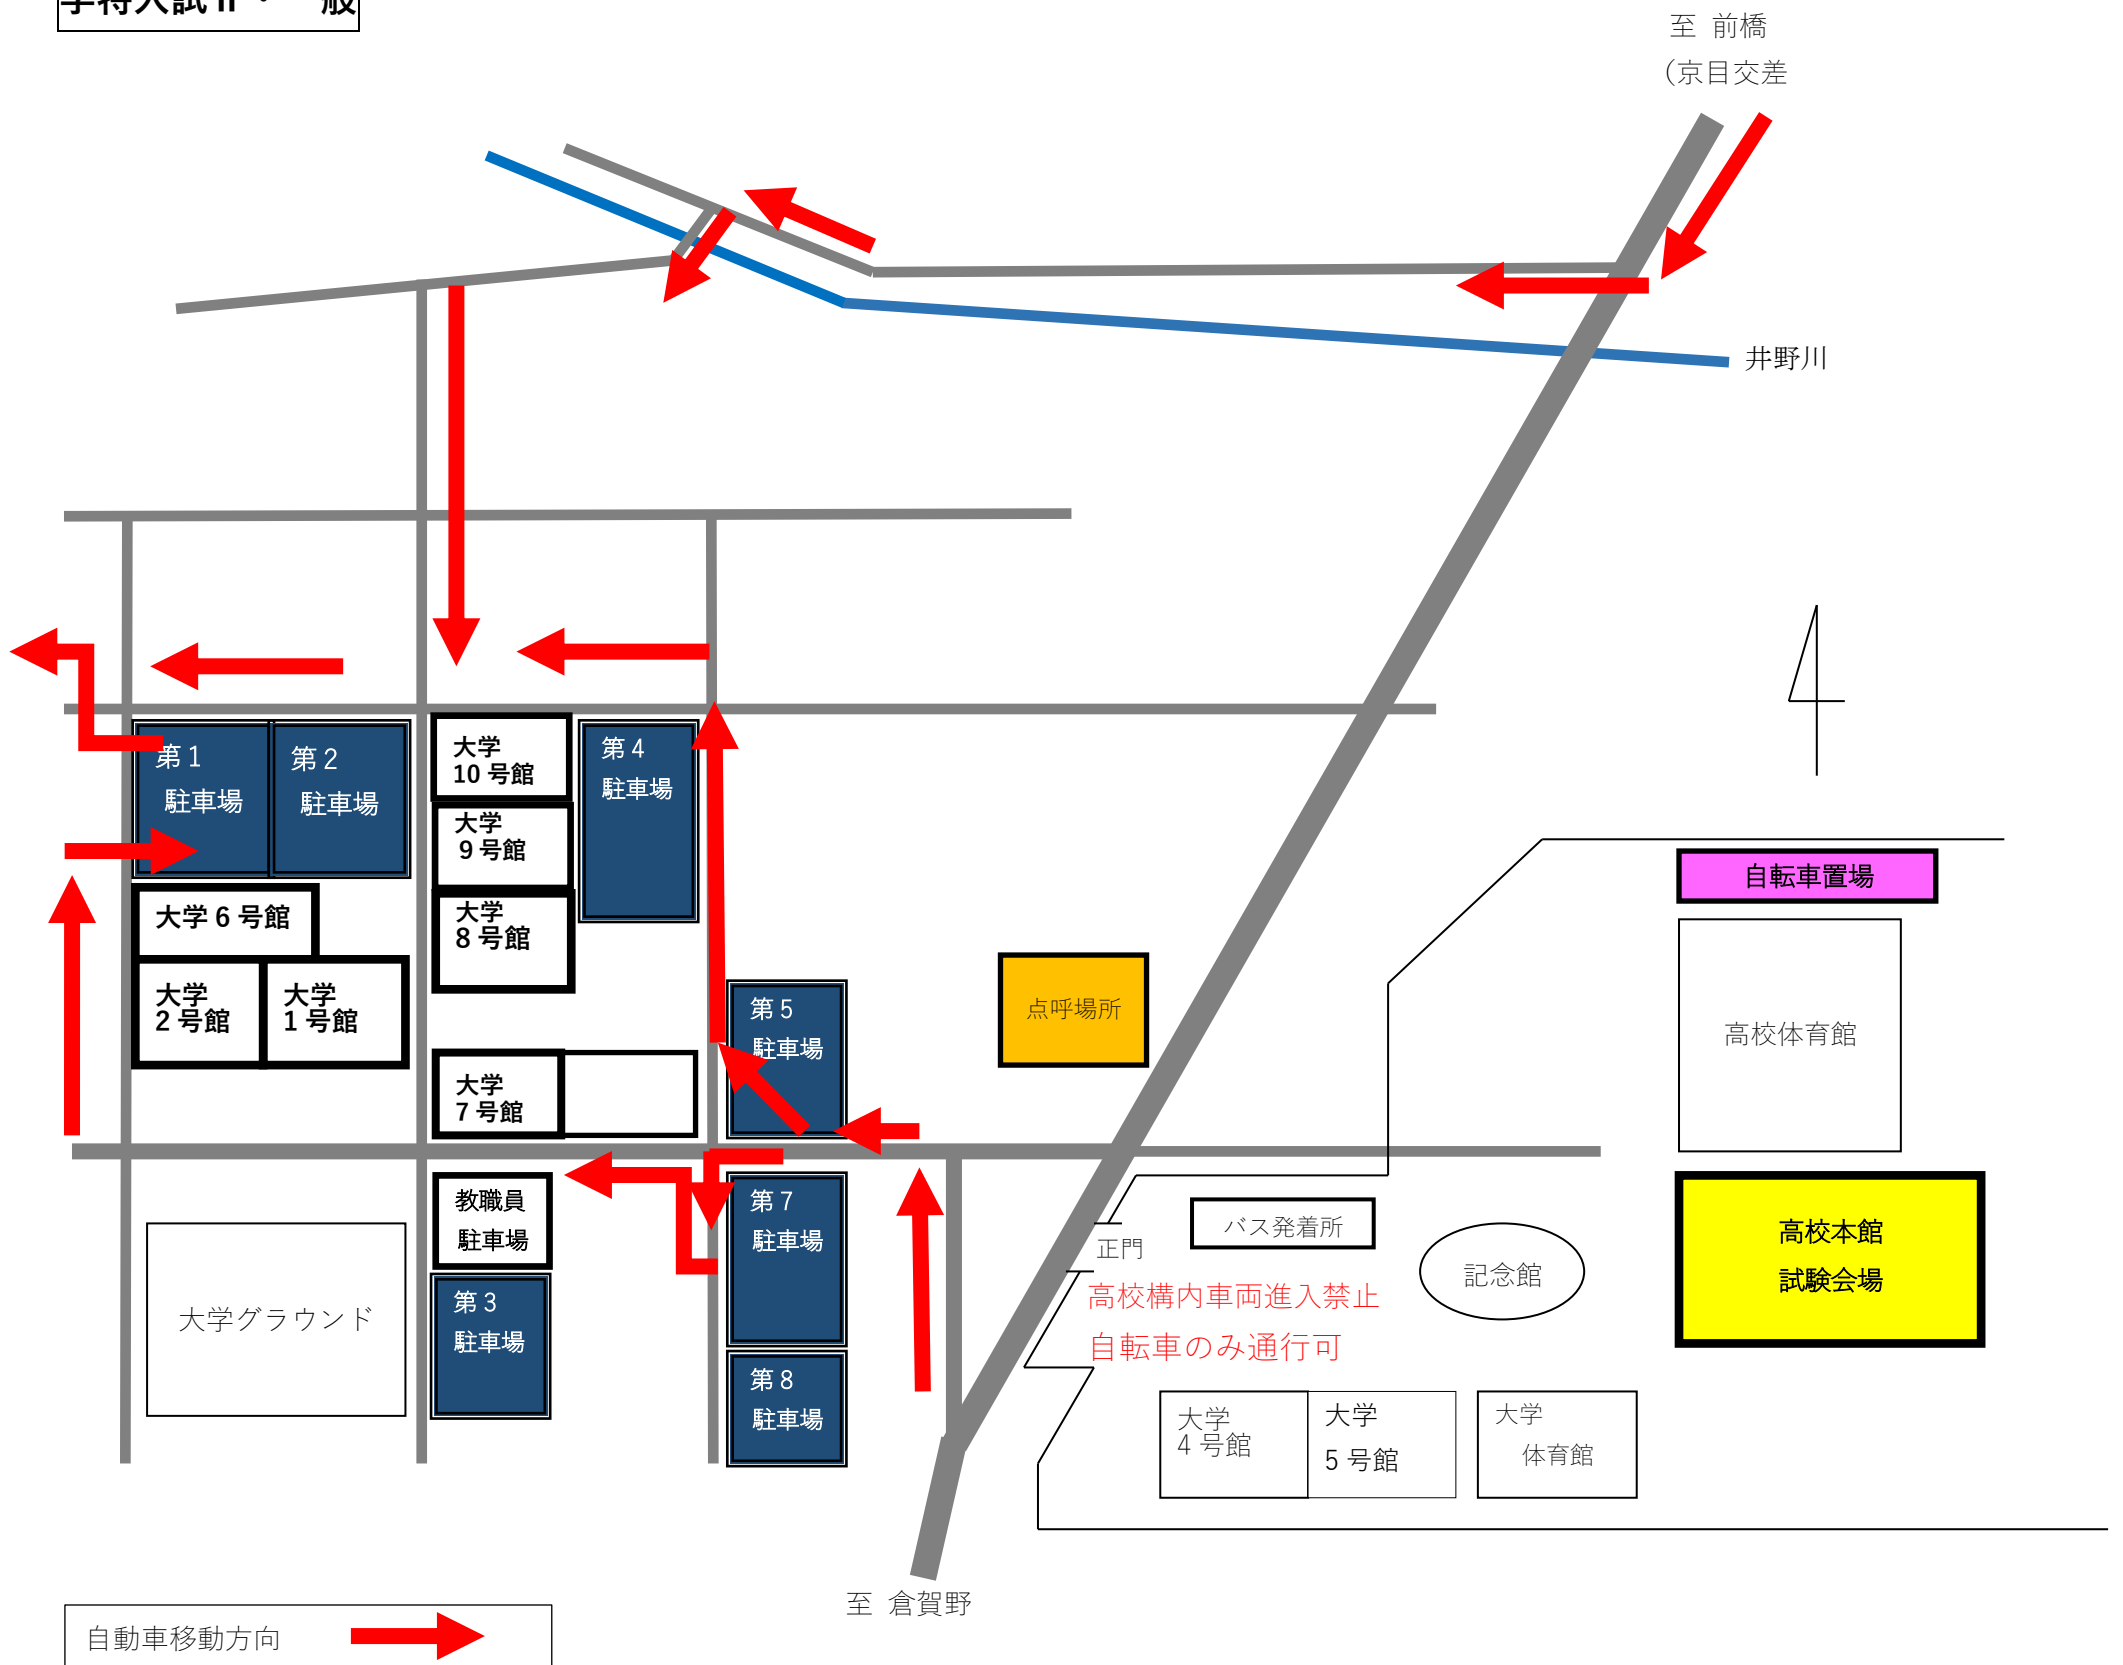 至 前橋
(京目交差
井野川
第１
駐車場
第２
駐車場
大学
10 号館
第４
駐車場
大学
９号館
大学
８号館
大学６号館
大学
２号館
大学
１号館
大学
７号館
第５
駐車場
点呼場所
自転車置場
高校体育館
高校本館
試験会場
教職員
駐車場
第３
駐車場
第７
駐車場
第８
駐車場
大学グラウンド
バス発着所
正門
記念館
高校構内車両進入禁止
自転車のみ通行可
大学
４号館
大学
５号館
大学
体育館
至 倉賀野
自動車移動方向